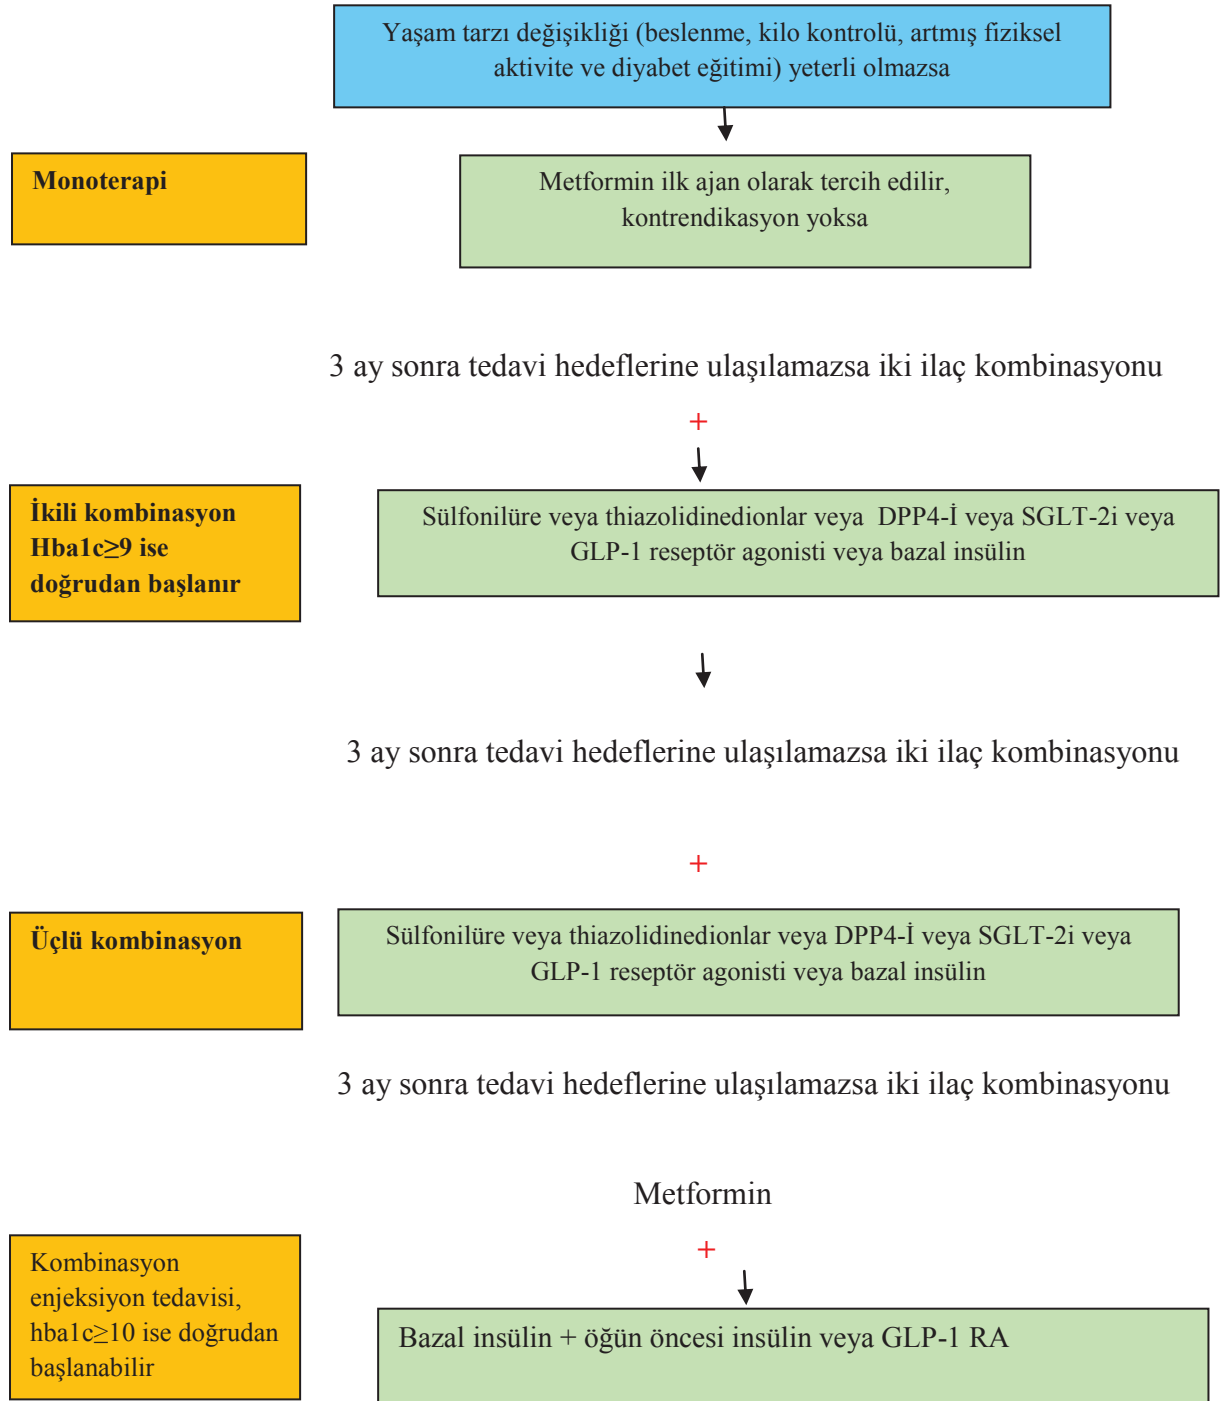 Yaşam tarzı değişikliği (beslenme, kilo kontrolü, artmış fiziksel
aktivite ve diyabet eğitimi) yeterli olmazsa
Monoterapi
Metformin ilk ajan olarak tercih edilir,
kontrendikasyon yoksa
3 ay sonra tedavi hedeflerine ulaşılamazsa iki ilaç kombinasyonu
+
İkili kombinasyon
Hba1c≥9 ise
doğrudan başlanır
Sülfonilüre veya thiazolidinedionlar veya  DPP4-İ veya SGLT-2i veya
GLP-1 reseptör agonisti veya bazal insülin
3 ay sonra tedavi hedeflerine ulaşılamazsa iki ilaç kombinasyonu
+
Üçlü kombinasyon
Sülfonilüre veya thiazolidinedionlar veya DPP4-İ veya SGLT-2i veya
GLP-1 reseptör agonisti veya bazal insülin
3 ay sonra tedavi hedeflerine ulaşılamazsa iki ilaç kombinasyonu
Metformin
+
Kombinasyon
enjeksiyon tedavisi,
hba1c≥10 ise doğrudan
başlanabilir
Bazal insülin + öğün öncesi insülin veya GLP-1 RA